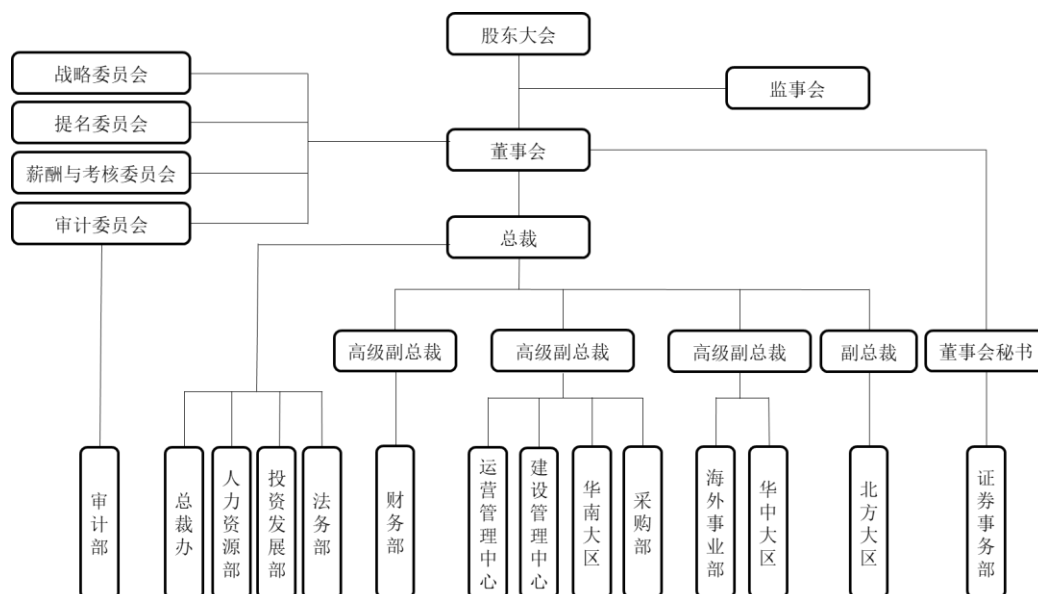 股东大会
战略委员会
监事会
提名委员会
董事会
薪酬与考核委员会
审计委员会
总裁
高级副总裁
高级副总裁
高级副总裁
副总裁
董事会秘书
审计部
总裁办
人力资源部
投资发展部
法务部
财务部
运营管理中心
建设管理中心
华南大区
采购部
海外事业部
华中大区
北方大区
证券事务部